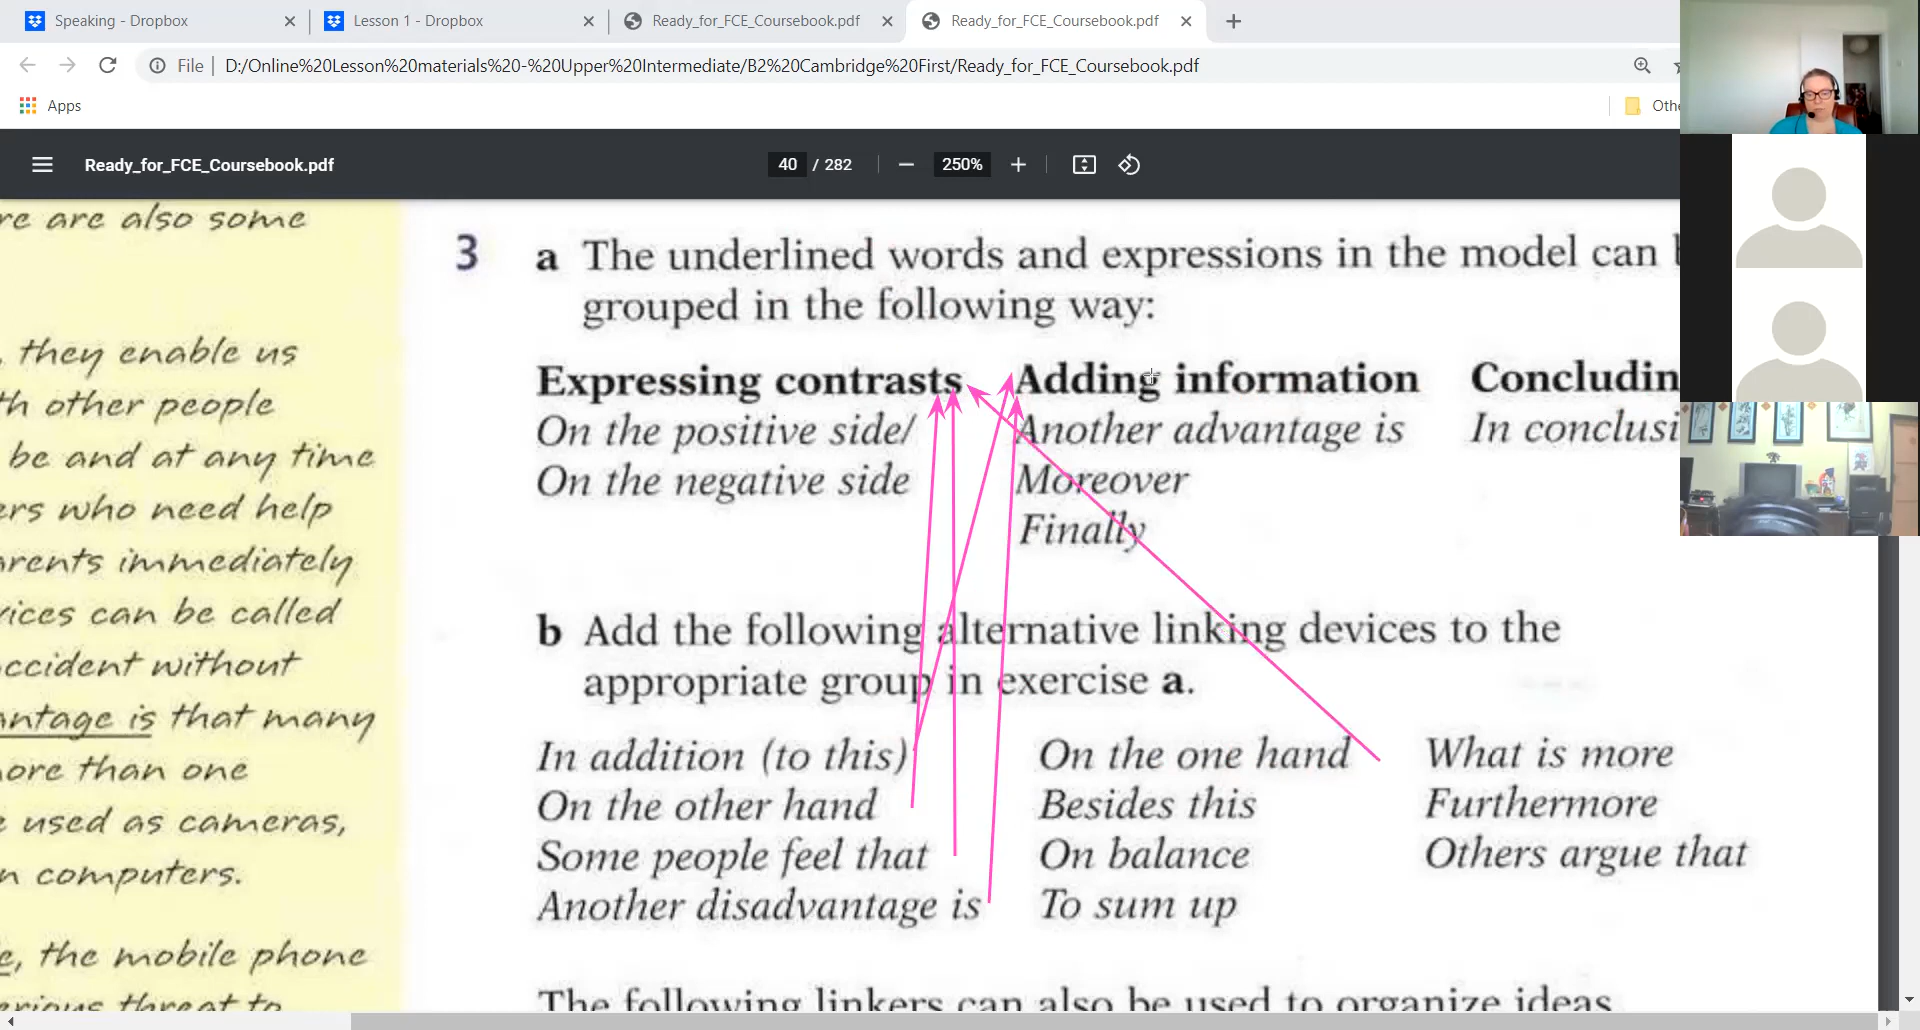 Speaking - Dropbox
Lesson 1 - Dropbox
Ready_for_FCE_Coursebook.pdf
Ready_for_FCE_Coursebook.pdf
File
D:/Online%20Lesson%20materials%20-%20Upper%20Intermediate/B2%20Cambridge%20First/Ready_for_FCE_Coursebook.pdf
Apps
Othe
Ready_for_FCE_Coursebook.pdf
40 / 282
250%
re are also some
, they enable us
th other people
be and at any time
ers who need help
rents immediately
vices can be called
ccident without
antage is that many
ore than one
e used as cameras,
n computers.
e, the mobile phone
erious threat to
3 a The underlined words and expressions in the model can
grouped in the following way:
Expressing contrasts Adding information Concludin
On the positive side/ Another advantage is In conclusi
On the negative side Moreover
Finally
b Add the following alternative linking devices to the
appropriate group in exercise a.
In addition (to this) On the one hand What is more
On the other hand Besides this Furthermore
Some people feel that On balance Others argue that
Another disadvantage is To sum up
The following linkers can also be used to organize ideas